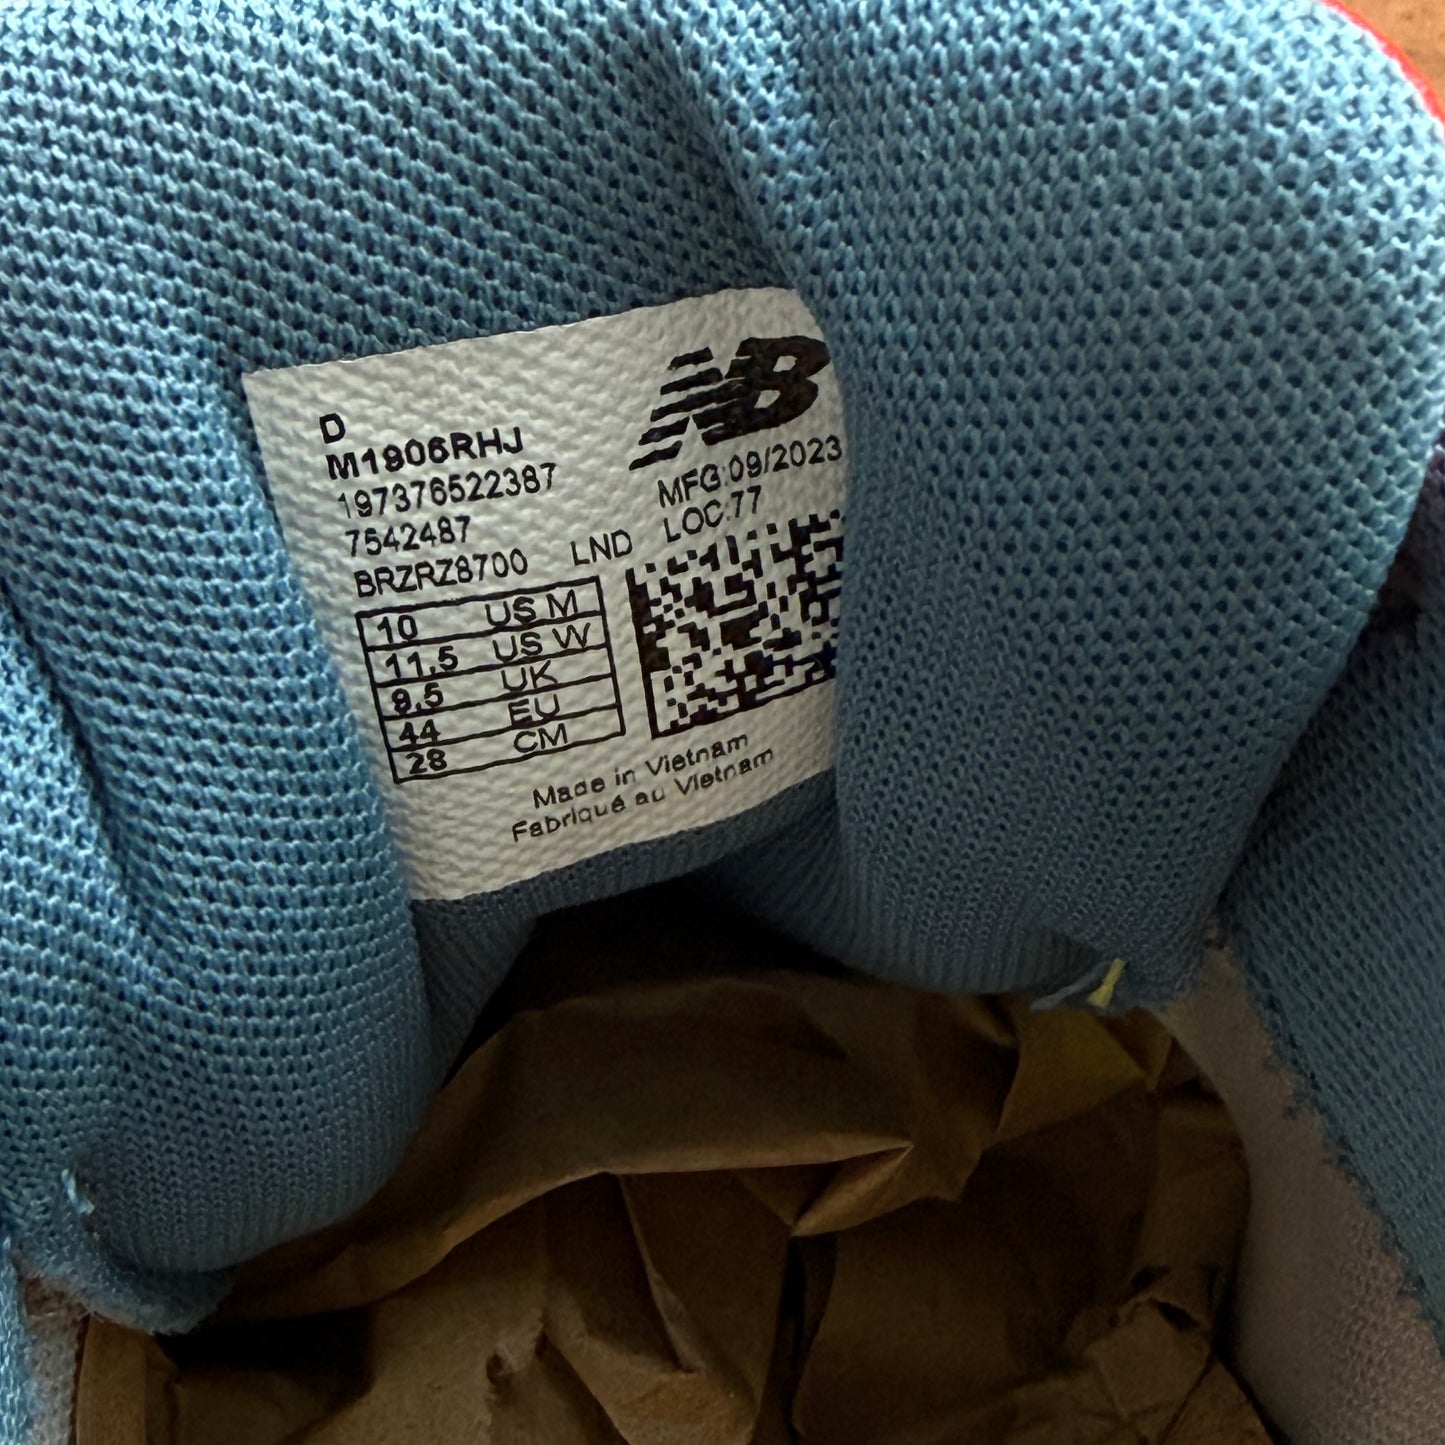 NB
D
M1906RHJ
197376522387
7542487
BRZRZ8700 LND
MFG:09/2023
LOC:77
10 US M
11.5 US W
9.5 UK
44 EU
28 CM
Made in Vietnam
Fabriqué au Vietnam